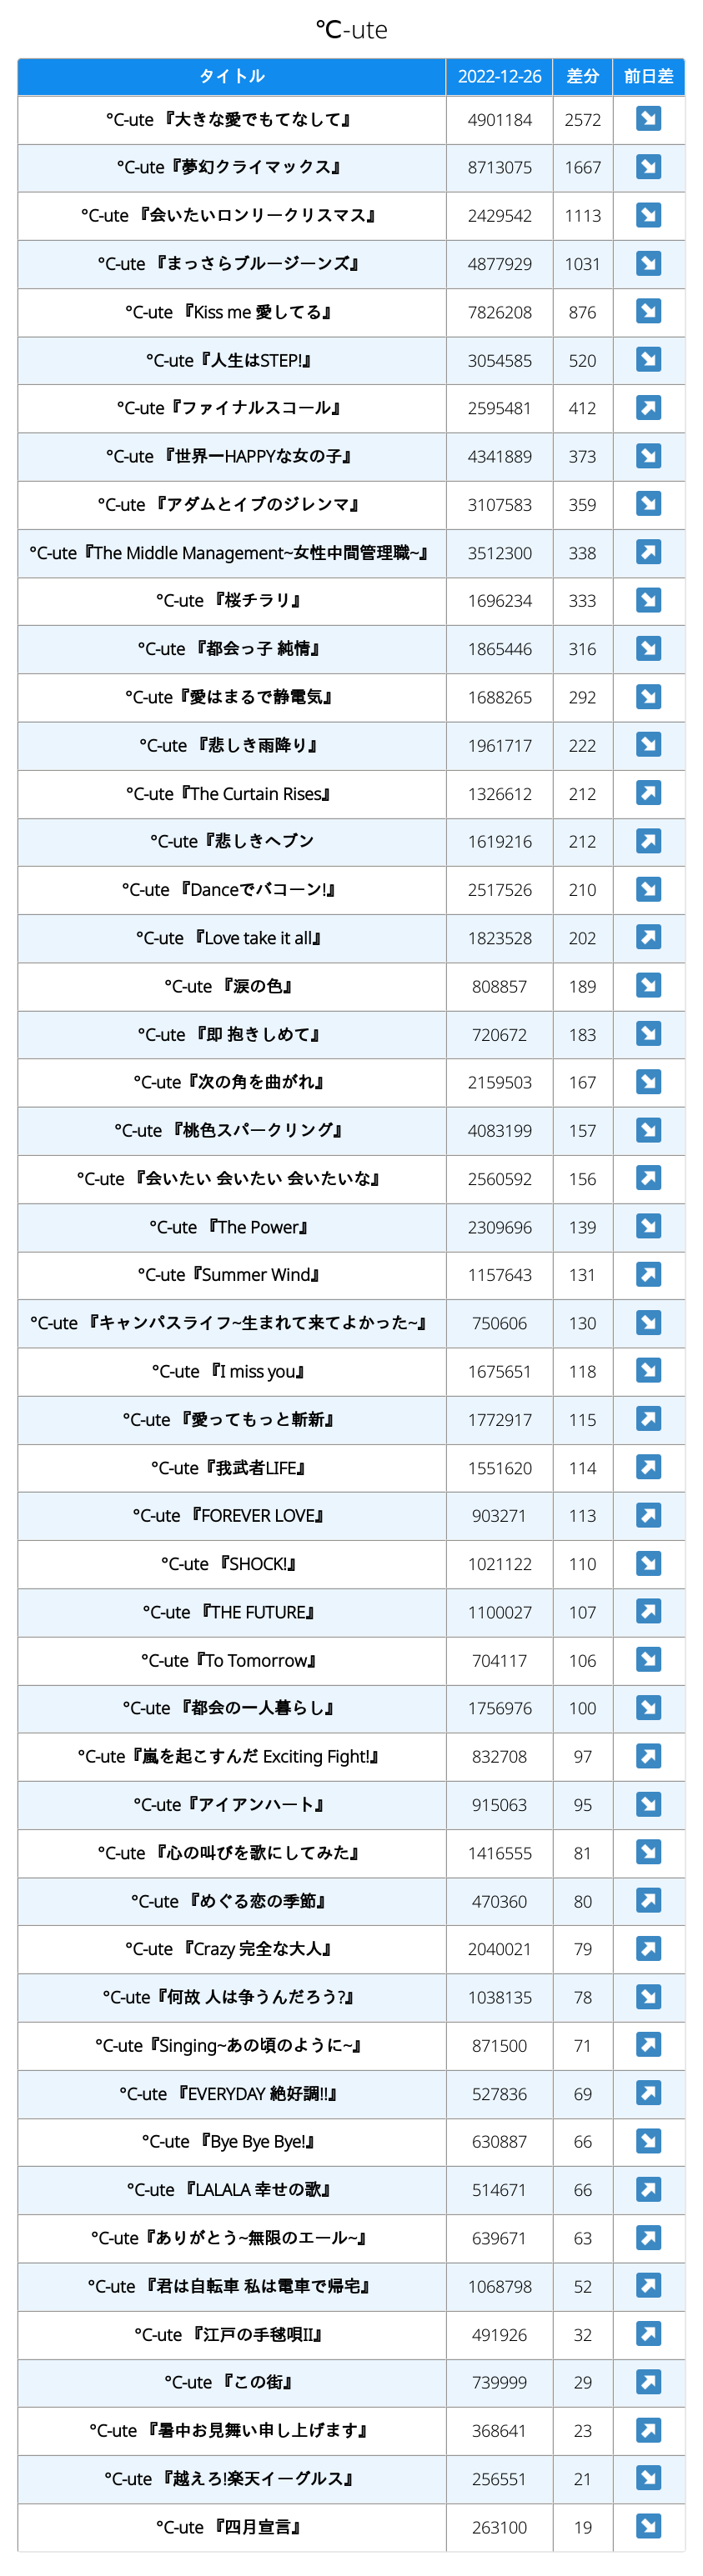 ℃-ute
タイトル 2022-12-26 差分 前日差
°C-ute 『大きな愛でもてなして』 4901184 2572 ↘
°C-ute『夢幻クライマックス』 8713075 1667 ↘
°C-ute 『会いたいロンリークリスマス』 2429542 1113 ↘
°C-ute 『まっさらブルージーンズ』 4877929 1031 ↘
°C-ute 『Kiss me 愛してる』 7826208 876 ↘
°C-ute『人生はSTEP!』 3054585 520 ↘
°C-ute『ファイナルスコール』 2595481 412 ↗
°C-ute 『世界一HAPPYな女の子』 4341889 373 ↘
°C-ute 『アダムとイブのジレンマ』 3107583 359 ↘
°C-ute『The Middle Management~女性中間管理職~』 3512300 338 ↗
°C-ute 『桜チラリ』 1696234 333 ↘
°C-ute 『都会っ子 純情』 1865446 316 ↘
°C-ute『愛はまるで静電気』 1688265 292 ↘
°C-ute 『悲しき雨降り』 1961717 222 ↘
°C-ute『The Curtain Rises』 1326612 212 ↗
°C-ute『悲しきヘブン 1619216 212 ↗
°C-ute 『Danceでバコーン!』 2517526 210 ↘
°C-ute 『Love take it all』 1823528 202 ↗
°C-ute 『涙の色』 808857 189 ↘
°C-ute 『即 抱きしめて』 720672 183 ↘
°C-ute『次の角を曲がれ』 2159503 167 ↘
°C-ute 『桃色スパークリング』 4083199 157 ↘
°C-ute 『会いたい 会いたい 会いたいな』 2560592 156 ↗
°C-ute 『The Power』 2309696 139 ↘
°C-ute『Summer Wind』 1157643 131 ↗
°C-ute 『キャンパスライフ~生まれて来てよかった~』 750606 130 ↘
°C-ute 『I miss you』 1675651 118 ↘
°C-ute 『愛ってもっと斬新』 1772917 115 ↗
°C-ute『我武者LIFE』 1551620 114 ↗
°C-ute 『FOREVER LOVE』 903271 113 ↗
°C-ute 『SHOCK!』 1021122 110 ↘
°C-ute 『THE FUTURE』 1100027 107 ↗
°C-ute『To Tomorrow』 704117 106 ↘
°C-ute 『都会の一人暮らし』 1756976 100 ↘
°C-ute『嵐を起こすんだ Exciting Fight!』 832708 97 ↗
°C-ute『アイアンハート』 915063 95 ↘
°C-ute 『心の叫びを歌にしてみた』 1416555 81 ↘
°C-ute 『めぐる恋の季節』 470360 80 ↗
°C-ute 『Crazy 完全な大人』 2040021 79 ↗
°C-ute『何故 人は争うんだろう?』 1038135 78 ↘
°C-ute『Singing~あの頃のように~』 871500 71 ↗
°C-ute 『EVERYDAY 絶好調!!』 527836 69 ↗
°C-ute 『Bye Bye Bye!』 630887 66 ↘
°C-ute 『LALALA 幸せの歌』 514671 66 ↗
°C-ute『ありがとう~無限のエール~』 639671 63 ↗
°C-ute 『君は自転車 私は電車で帰宅』 1068798 52 ↗
°C-ute 『江戸の手毬唄II』 491926 32 ↗
°C-ute 『この街』 739999 29 ↗
°C-ute 『暑中お見舞い申し上げます』 368641 23 ↗
°C-ute 『越えろ!楽天イーグルス』 256551 21 ↘
°C-ute 『四月宣言』 263100 19 ↘